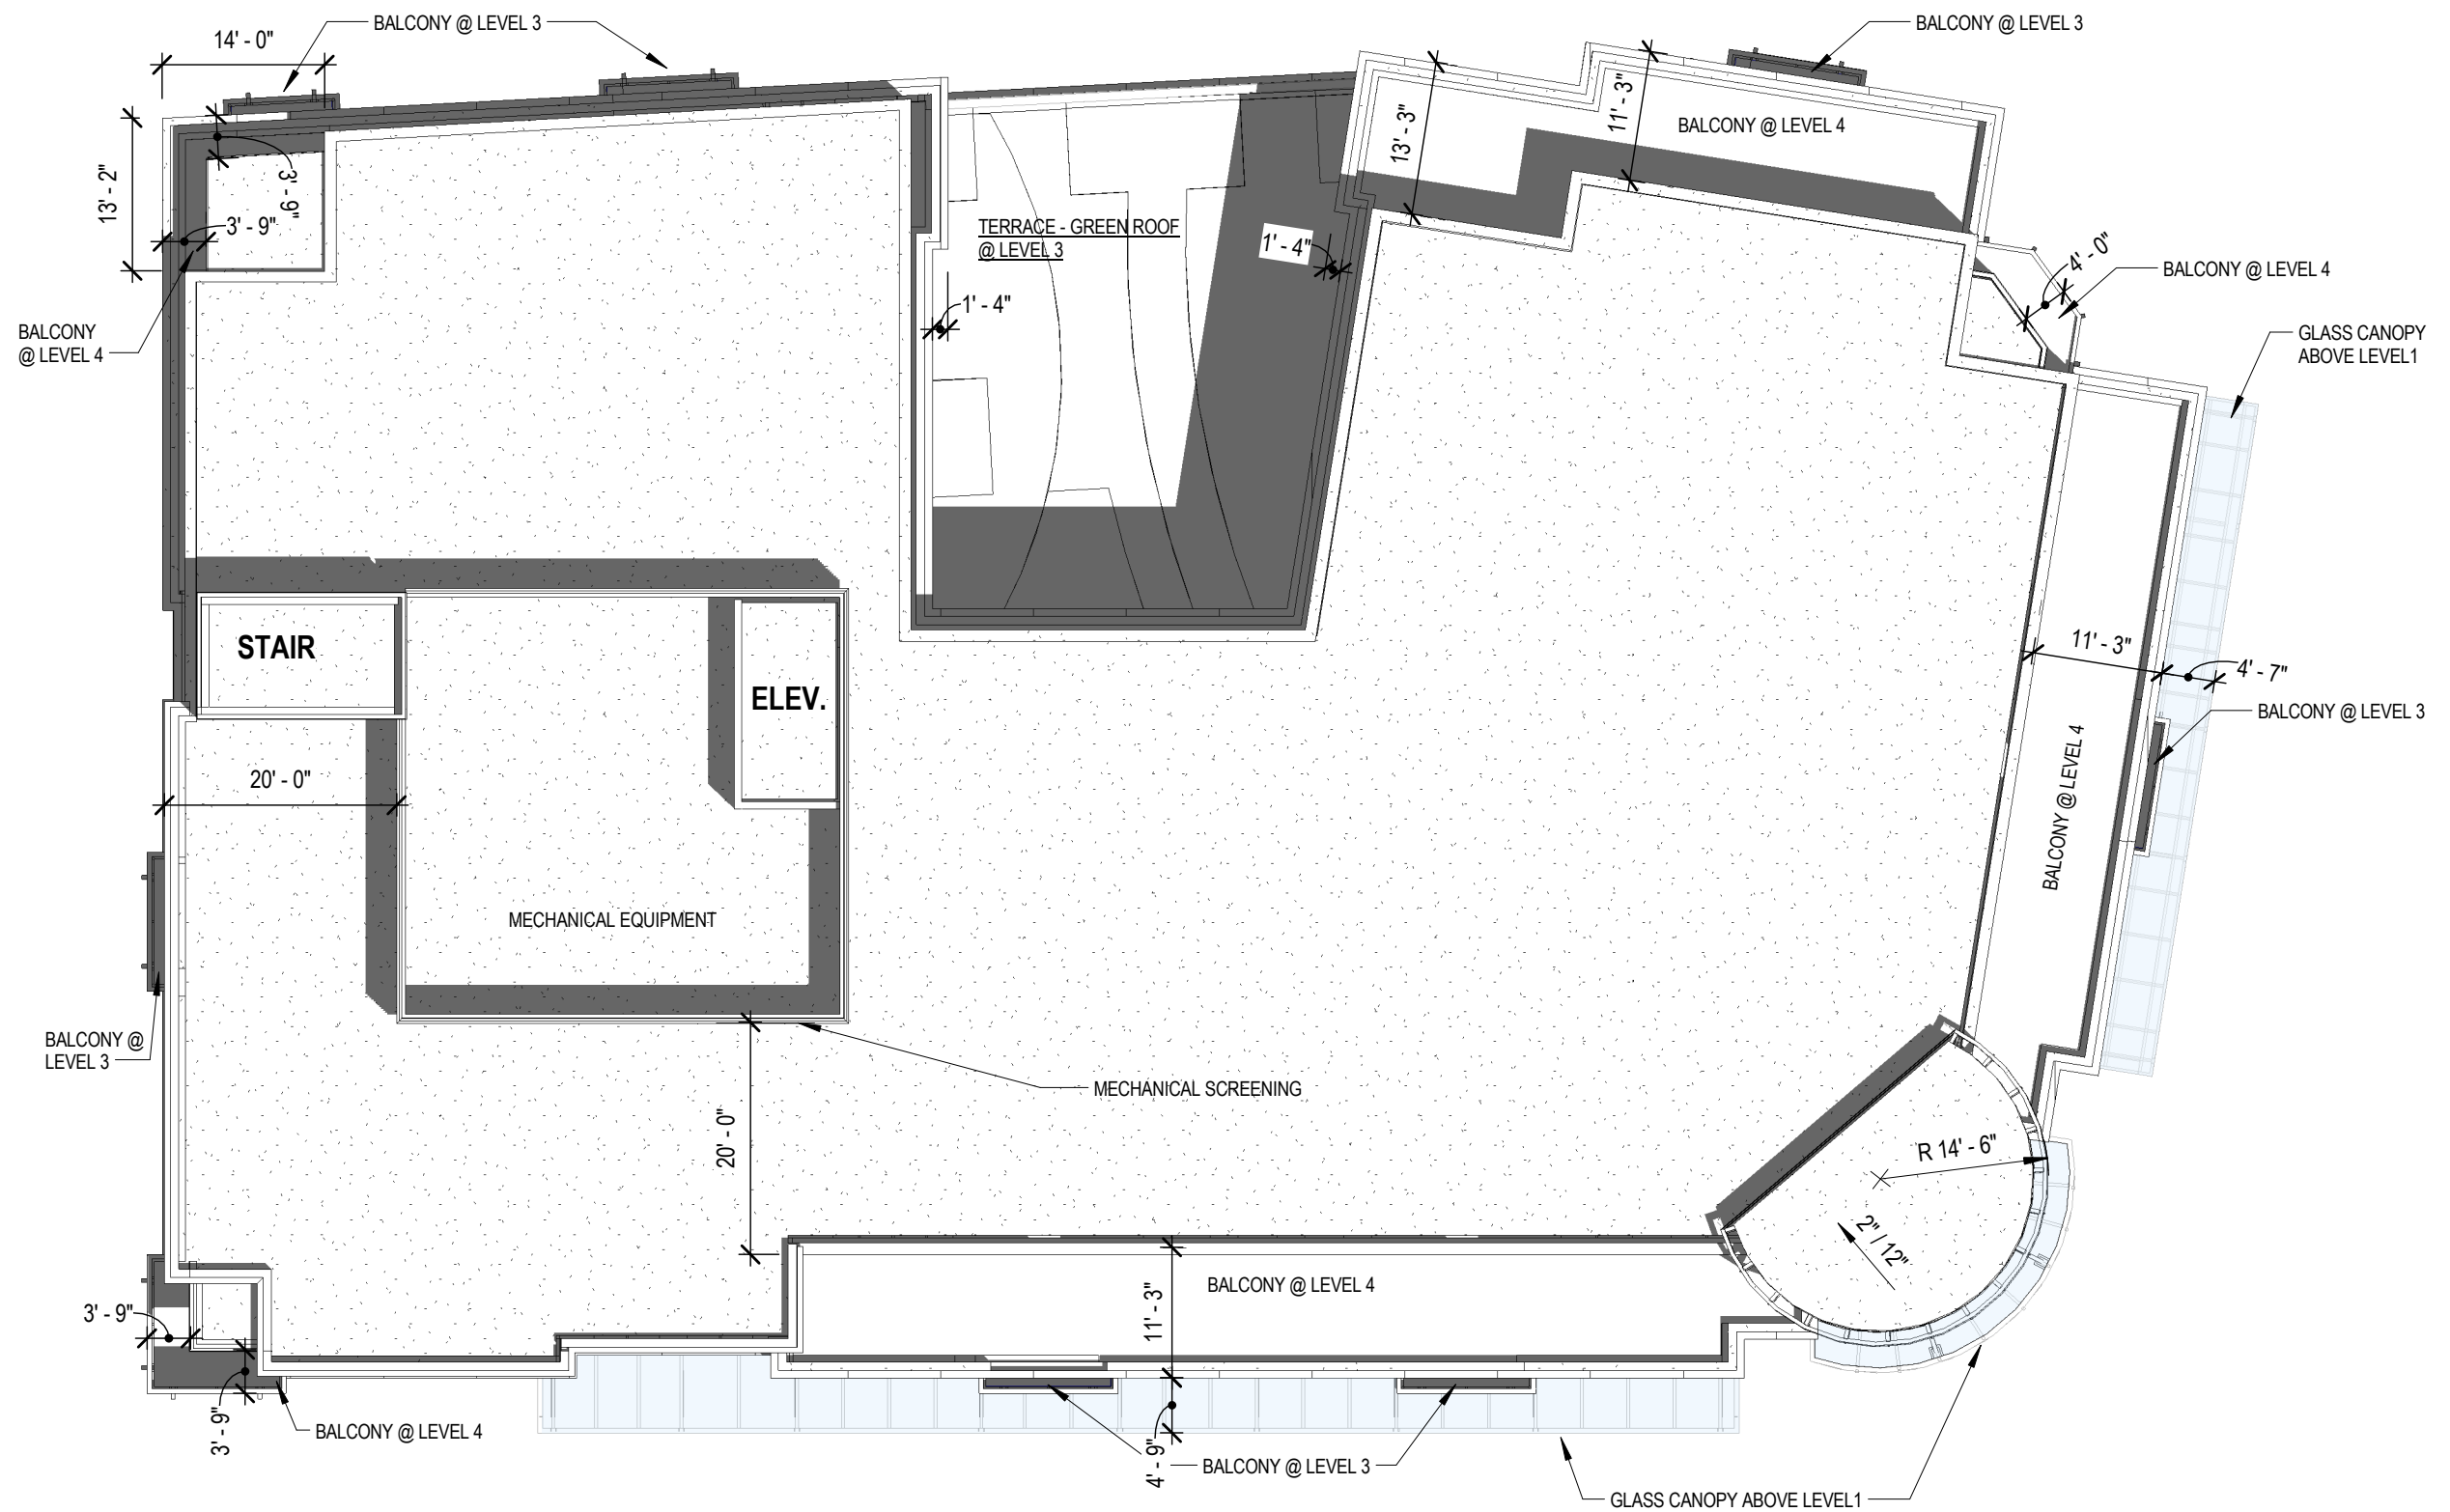 BALCONY @ LEVEL 3
BALCONY @ LEVEL 3
14' - 0"
11' - 3"
13' - 3"
BALCONY @ LEVEL 4
13' - 2"
3' - 9"
3' - 9"
TERRACE - GREEN ROOF
@ LEVEL 3
1' - 4"
1' - 4"
4' - 0"
BALCONY @ LEVEL 4
BALCONY
@ LEVEL 4
GLASS CANOPY
ABOVE LEVEL1
STAIR
ELEV.
11' - 3"
4' - 7"
BALCONY @ LEVEL 3
20' - 0"
BALCONY @ LEVEL 4
MECHANICAL EQUIPMENT
BALCONY @
LEVEL 3
MECHANICAL SCREENING
20' - 0"
R 14' - 6"
2" / 12"
BALCONY @ LEVEL 4
11' - 3"
3' - 9"
3' - 9"
BALCONY @ LEVEL 4
4' - 9"
BALCONY @ LEVEL 3
GLASS CANOPY ABOVE LEVEL1